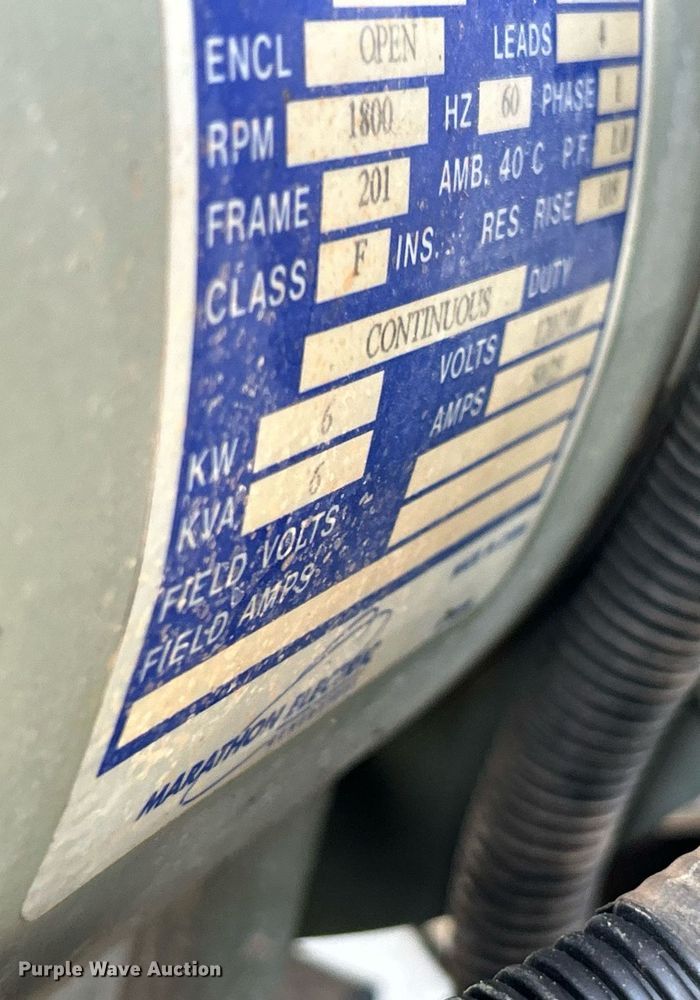 ENCL OPEN LEADS 4
RPM 1800 HZ 60 PHASE 1
FRAME 201 AMB. 40°C P.F. 1.0
CLASS F INS. RES. RISE
CONTINUOUS DUTY
KW 6 VOLTS
KVA 6 AMPS
FIELD VOLTS
FIELD AMPS
MARATHON ELECTRIC
Purple Wave Auction